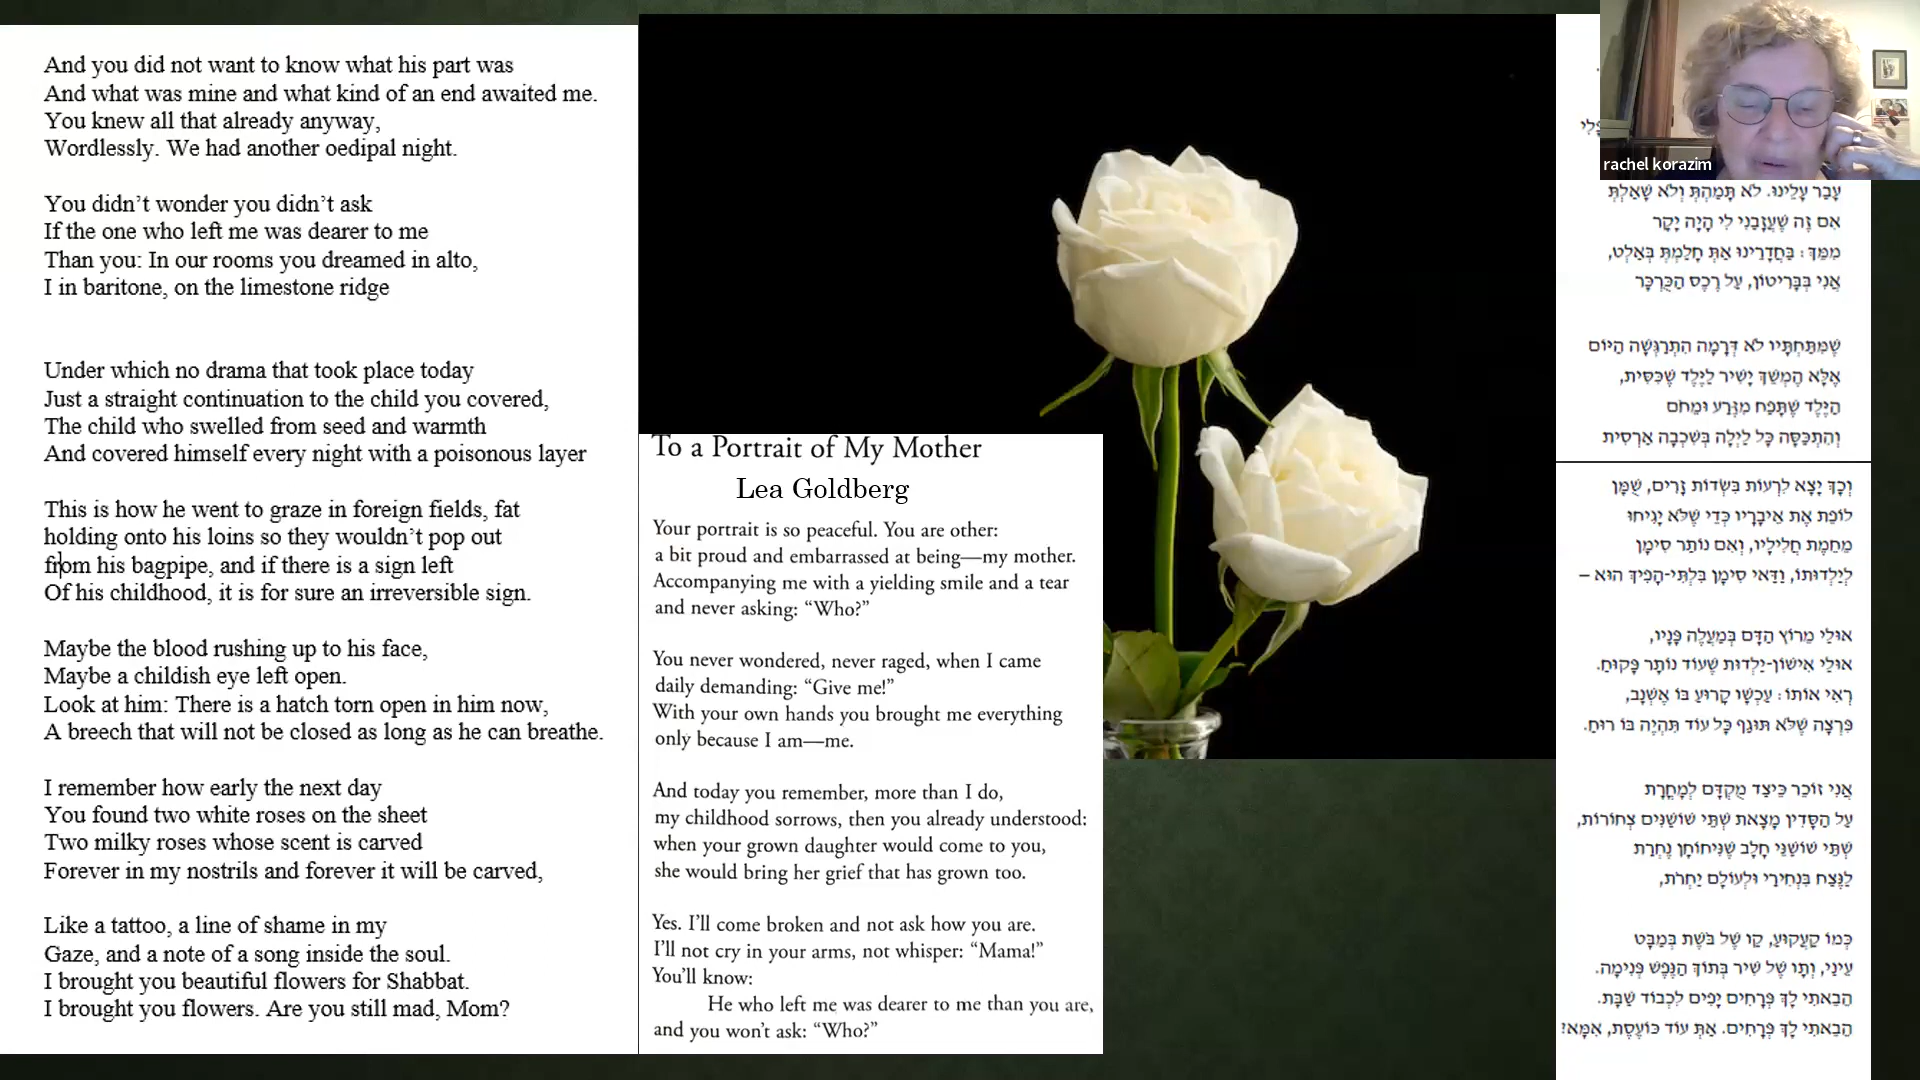 And you did not want to know what his part was
And what was mine and what kind of an end awaited me.
You knew all that already anyway,
Wordlessly. We had another oedipal night.
You didn’t wonder you didn’t ask
If the one who left me was dearer to me
Than you: In our rooms you dreamed in alto,
I in baritone, on the limestone ridge
Under which no drama that took place today
Just a straight continuation to the child you covered,
The child who swelled from seed and warmth
And covered himself every night with a poisonous layer
This is how he went to graze in foreign fields, fat
holding onto his loins so they wouldn’t pop out
from his bagpipe, and if there is a sign left
Of his childhood, it is for sure an irreversible sign.
Maybe the blood rushing up to his face,
Maybe a childish eye left open.
Look at him: There is a hatch torn open in him now,
A breech that will not be closed as long as he can breathe.
I remember how early the next day
You found two white roses on the sheet
Two milky roses whose scent is carved
Forever in my nostrils and forever it will be carved,
Like a tattoo, a line of shame in my
Gaze, and a note of a song inside the soul.
I brought you beautiful flowers for Shabbat.
I brought you flowers. Are you still mad, Mom?
To a Portrait of My Mother
Lea Goldberg
Your portrait is so peaceful. You are other:
a bit proud and embarrassed at being—my mother.
Accompanying me with a yielding smile and a tear
and never asking: “Who?”
You never wondered, never raged, when I came
daily demanding: “Give me!”
With your own hands you brought me everything
only because I am—me.
And today you remember, more than I do,
my childhood sorrows, then you already understood:
when your grown daughter would come to you,
she would bring her grief that has grown too.
Yes. I’ll come broken and not ask how you are.
I’ll not cry in your arms, not whisper: “Mama!”
You’ll know:
He who left me was dearer to me than you are,
and you won’t ask: “Who?”
rachel korazim
עָבַר עָלֵינוּ. לֹא תָּמַהְתְּ וְלֹא שָׁאַלְתְּ
אִם זֶה שֶׁעֲזָבַנִי לִי הָיָה יָקָר
מִמֵּךְ : בַּחֲדָרֵינוּ אַתְּ חָלַמְתְּ בְּאַלְט,
אֲנִי בְּבָּרִיטוֹן, עַל רֶכֶס הַכֻּרְכָּר
שֶׁמִּתַּחְתָּיו לֹא דְּרָמָה הִתְרַגְּשָׁה הַיּוֹם
אֶלָּא הֶמְשֵׁךְ יָשִׁיר לַיֶּלֶד שֶׁכִּסִּית,
הַיֶּלֶד שֶׁתָּפַח מִזֶּרַע וּמֵחֹם
וְהִתְכַּסָּה כָּל לַיְלָה בְּשִׁכְבָה אַרְסִית
וְכָךְ יָצָא לִרְעוֹת בִּשְׂדוֹת זָרִים, שֻׁמָּן
לוֹפֵת אֶת אֵיבָרָיו כְּדֵי שֶׁלֹּא יָגִיחוּ
מֵחֵמֶת חֲלִילָיו, וְאִם נוֹתַר סִימָן
לְיַלְדוּתוֹ, וַדַּאי סִימָן בִּלְתִּי-הָפִיךְ הוּא –
אוּלַי מֵרוֹץ הַדָּם בְּמַעֲלֵה פָּנָיו,
אוּלַי אִישׁוֹן-יַלְדוּת שֶׁעוֹד נוֹתַר פָּקוּחַ.
רְאִי אוֹתוֹ : עַכְשָׁו קָרוּעַ בּוֹ אֶשְׁנָב,
פִּרְצָה שֶׁלֹּא תּוּגַף כָּל עוֹד תִּהְיֶה בּוֹ רוּחַ.
אֲנִי זוֹכֵר כֵּיצַד מֻקְדָּם לְמָחֳרָת
עַל הַסָּדִין מָצָאת שְׁתֵּי שׁוֹשַׁנִּים צְחוֹרוֹת,
שְׁתֵּי שׁוֹשַׁנֵּי חָלָב שֶׁנִּיחוֹחָן נֶחְרַת
לָנֶצַח בִּנְחִירַי וּלְעוֹלָם יַחְרֹת,
כְּמוֹ קַעֲקוּעַ, קַו שֶׁל בֹּשֶׁת בְּמַבַּט
עֵינַי, וְתָו שֶׁל שִׁיר בְּתוֹךְ הַנֶּפֶשׁ פְּנִימָה.
הֵבֵאתִי לָךְ פְּרָחִים יָפִים לִכְבוֹד שַׁבָּת.
הֵבֵאתִי לָךְ פְּרָחִים. אַתְּ עוֹד כּוֹעֶסֶת, אִמָּא?